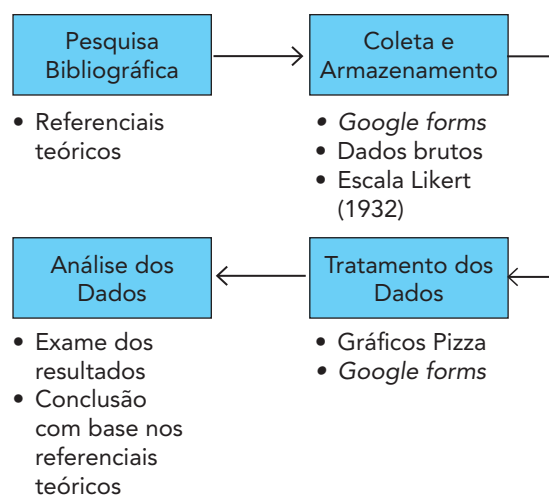 Pesquisa
Bibliográfica
• Referenciais
teóricos
Coleta e
Armazenamento
• Google forms
• Dados brutos
• Escala Likert
(1932)
Tratamento dos
Dados
• Gráficos Pizza
• Google forms
Análise dos
Dados
• Exame dos
resultados
• Conclusão
com base nos
referenciais
teóricos